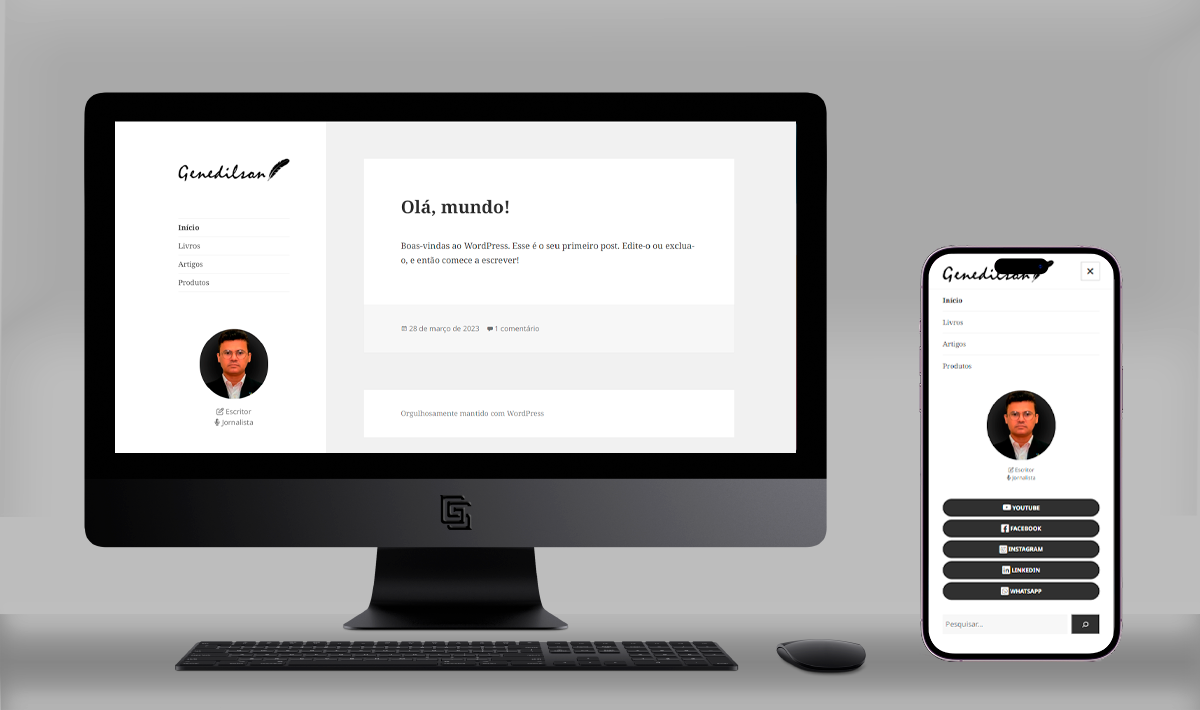 Genedilson
Início
Livros
Artigos
Produtos
Escritor
Jornalista
Olá, mundo!
Boas-vindas ao WordPress. Esse é o seu primeiro post. Edite-o ou exclua-
o, e então comece a escrever!
28 de março de 2023 1 comentário
Orgulhosamente mantido com WordPress
Genedilson
Início
Livros
Artigos
Produtos
Escritor
Jornalista
YOUTUBE
FACEBOOK
INSTAGRAM
LINKEDIN
WHATSAPP
Pesquisar...